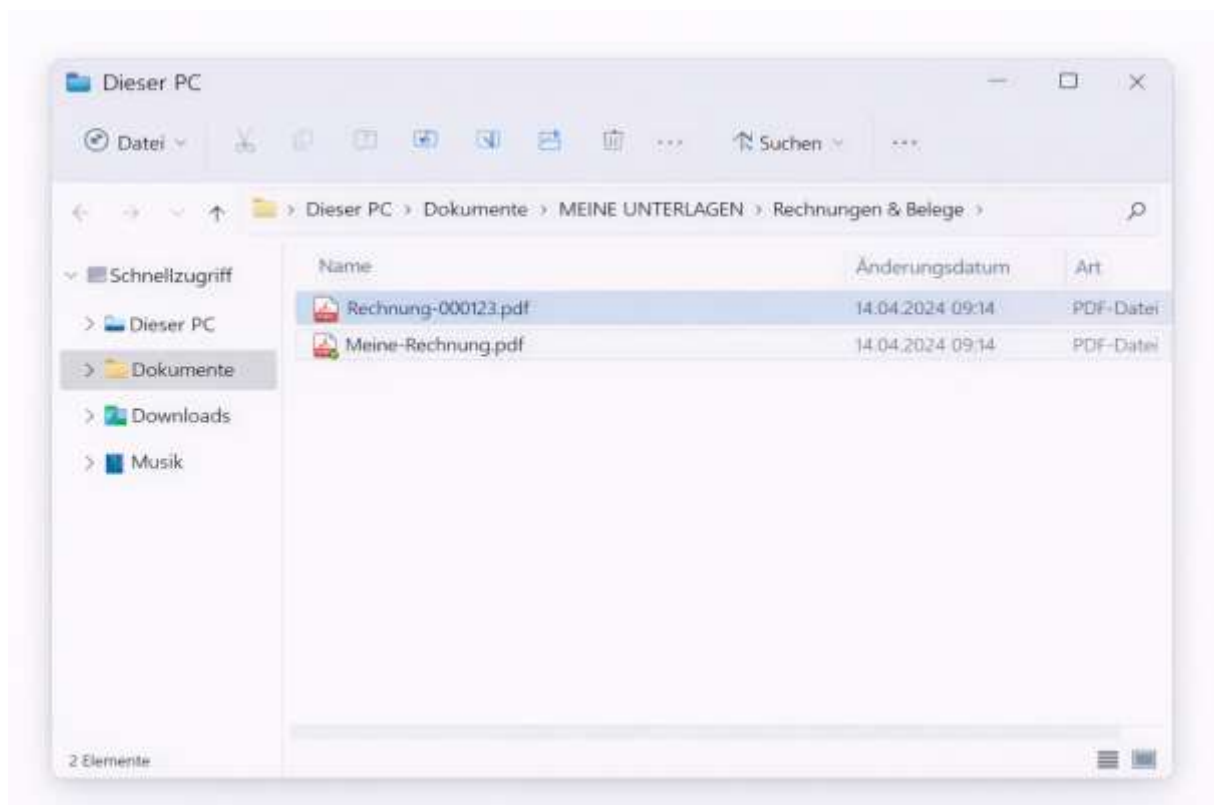 Dieser PC
Datei
Suchen
Dieser PC > Dokumente > MEINE UNTERLAGEN > Rechnungen & Belege >
Schnellzugriff
Dieser PC
Dokumente
Downloads
Musik
Name Änderungsdatum Art
Rechnung-000123.pdf 14.04.2024 09:14 PDF-Datei
Meine-Rechnung.pdf 14.04.2024 09:14 PDF-Datei
2 Elemente